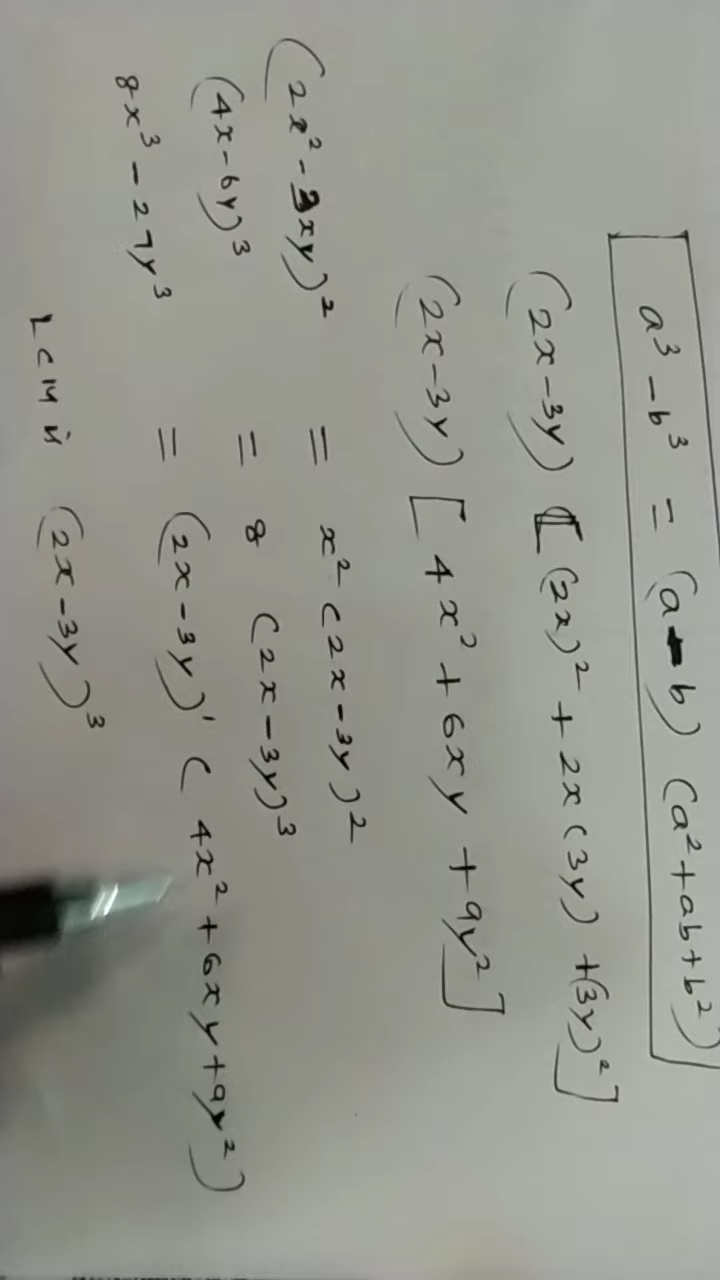 a³ - b³ = (a - b) (a² + ab + b²)
(2x - 3y) [(2x)² + 2x(3y) + (3y)²]
(2x - 3y) [4x² + 6xy + 9y²]
(2x² - 3xy)² = x² (2x - 3y)²
(4x - 6y)³ = 8 (2x - 3y)³
8x³ - 27y³ = (2x - 3y)' (4x² + 6xy + 9y²)
LCM is (2x - 3y)³